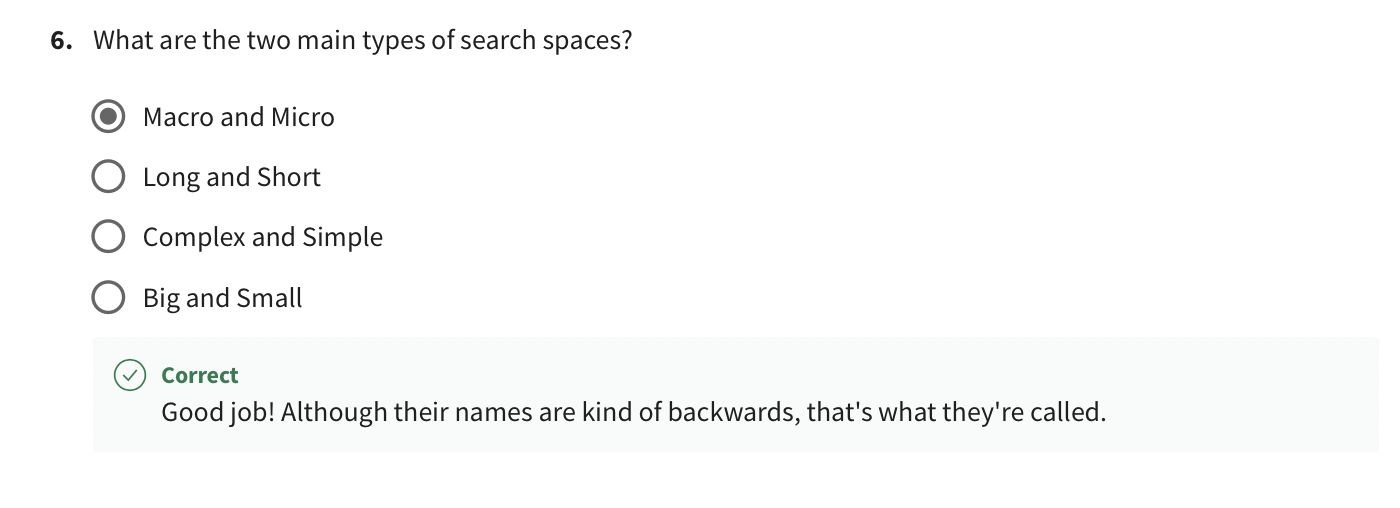 6. What are the two main types of search spaces?
Macro and Micro
Long and Short
Complex and Simple
Big and Small
Correct
Good job! Although their names are kind of backwards, that's what they're called.